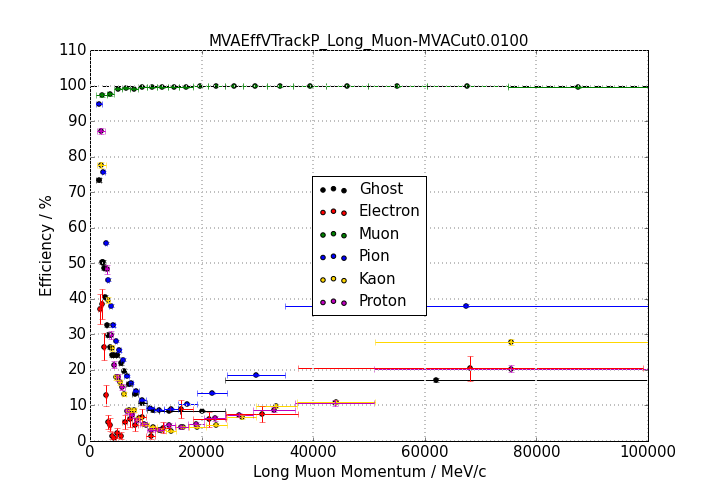 MVAEffVTrackP_Long_Muon-MVACut0.0100
110
100
90
80
70
60
50
40
30
20
10
0
Efficiency / %
Ghost
Electron
Muon
Pion
Kaon
Proton
0 20000 40000 60000 80000 100000
Long Muon Momentum / MeV/c